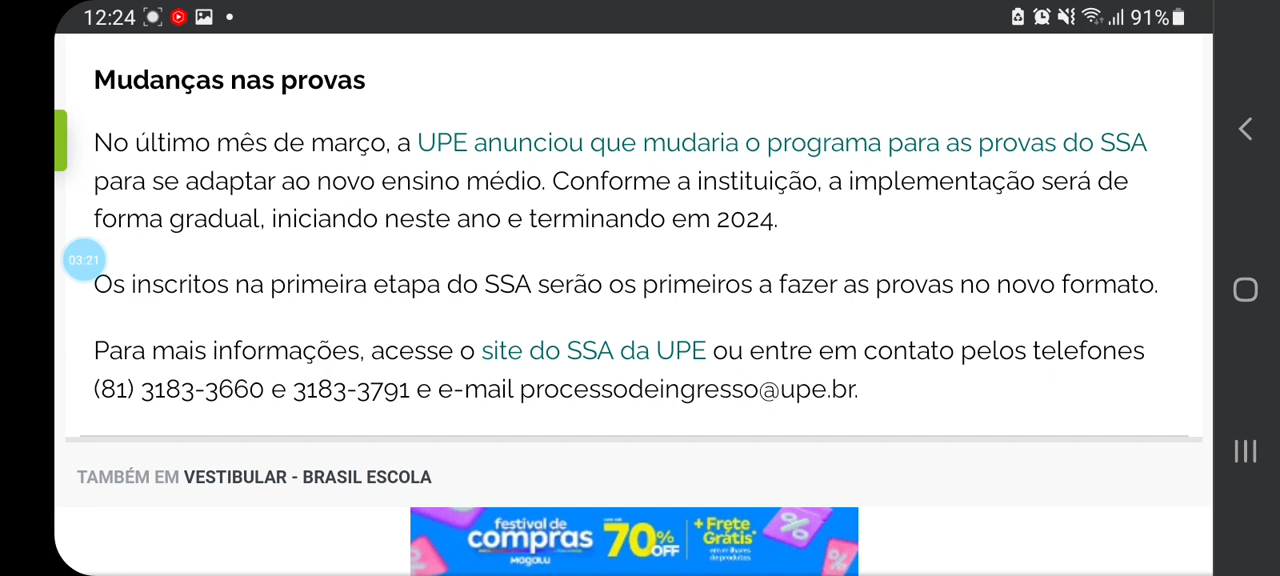 12:24
91%
Mudanças nas provas
No último mês de março, a UPE anunciou que mudaria o programa para as provas do SSA
para se adaptar ao novo ensino médio. Conforme a instituição, a implementação será de
forma gradual, iniciando neste ano e terminando em 2024.
03:21
Os inscritos na primeira etapa do SSA serão os primeiros a fazer as provas no novo formato.
Para mais informações, acesse o site do SSA da UPE ou entre em contato pelos telefones
(81) 3183-3660 e 3183-3791 e e-mail processodeingresso@upe.br.
TAMBÉM EM VESTIBULAR - BRASIL ESCOLA
festival de
compras
Magalu
70%
OFF
+ Frete
Grátis*
em milhares
de produtos